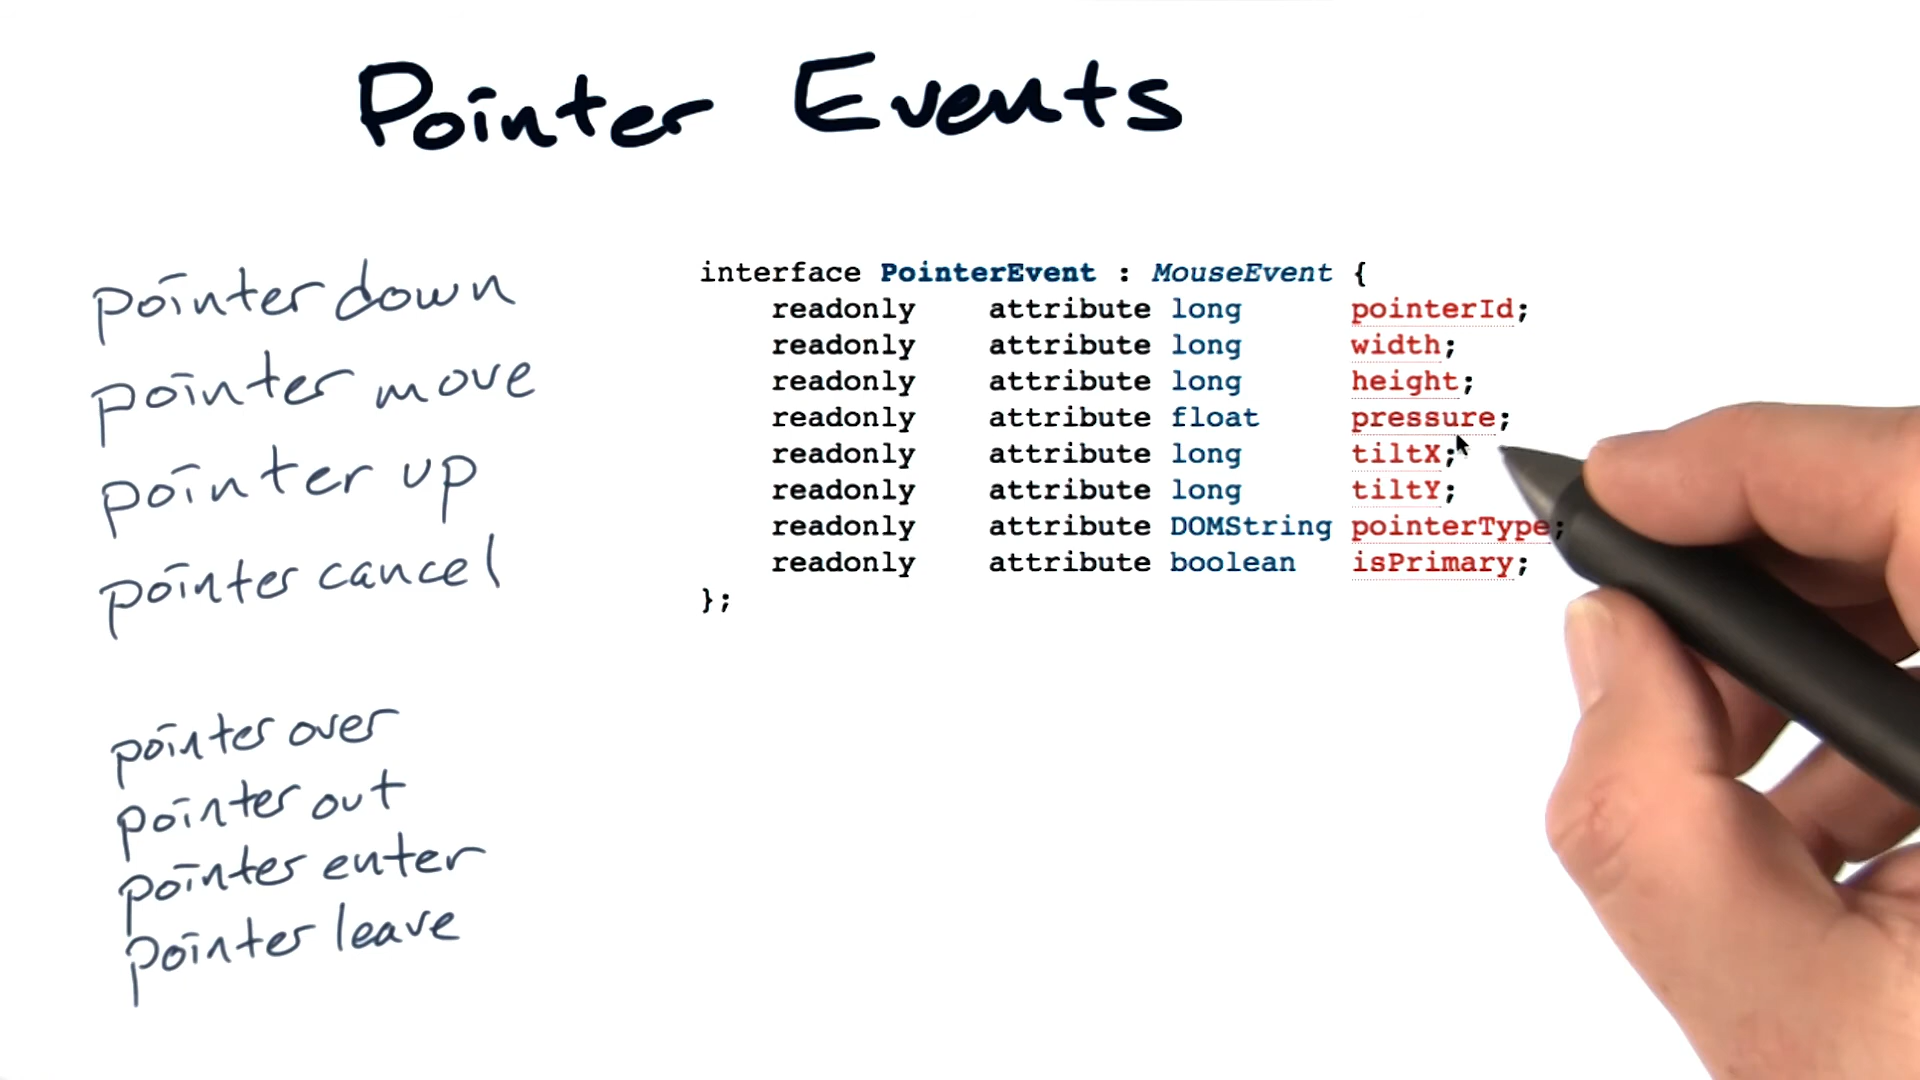 Pointer Events
pointer down
pointer move
pointer up
pointer cancel
pointer over
pointer out
pointer enter
pointer leave
interface PointerEvent : MouseEvent {
readonly attribute long pointerId;
readonly attribute long width;
readonly attribute long height;
readonly attribute float pressure;
readonly attribute long tiltX;
readonly attribute long tiltY;
readonly attribute DOMString pointerType;
readonly attribute boolean isPrimary;
};